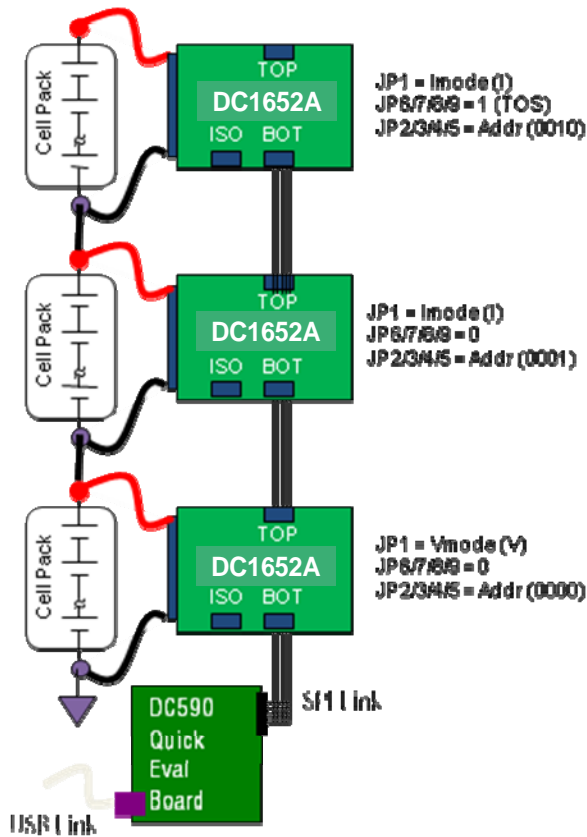 Cell Pack
TOP
DC1652A
ISO BOT
JP1 = Imode(I)
JP6/7/8/9 = 1 (TOS)
JP2/3/4/5 = Addr (0010)
Cell Pack
TOP
DC1652A
ISO BOT
JP1 = Imode(I)
JP6/7/8/9 = 0
JP2/3/4/5 = Addr (0001)
Cell Pack
TOP
DC1652A
ISO BOT
JP1 = Vmode (V)
JP6/7/8/9 = 0
JP2/3/4/5 = Addr (0000)
DC590
Quick
Eval
Board
SPI Link
USB Link